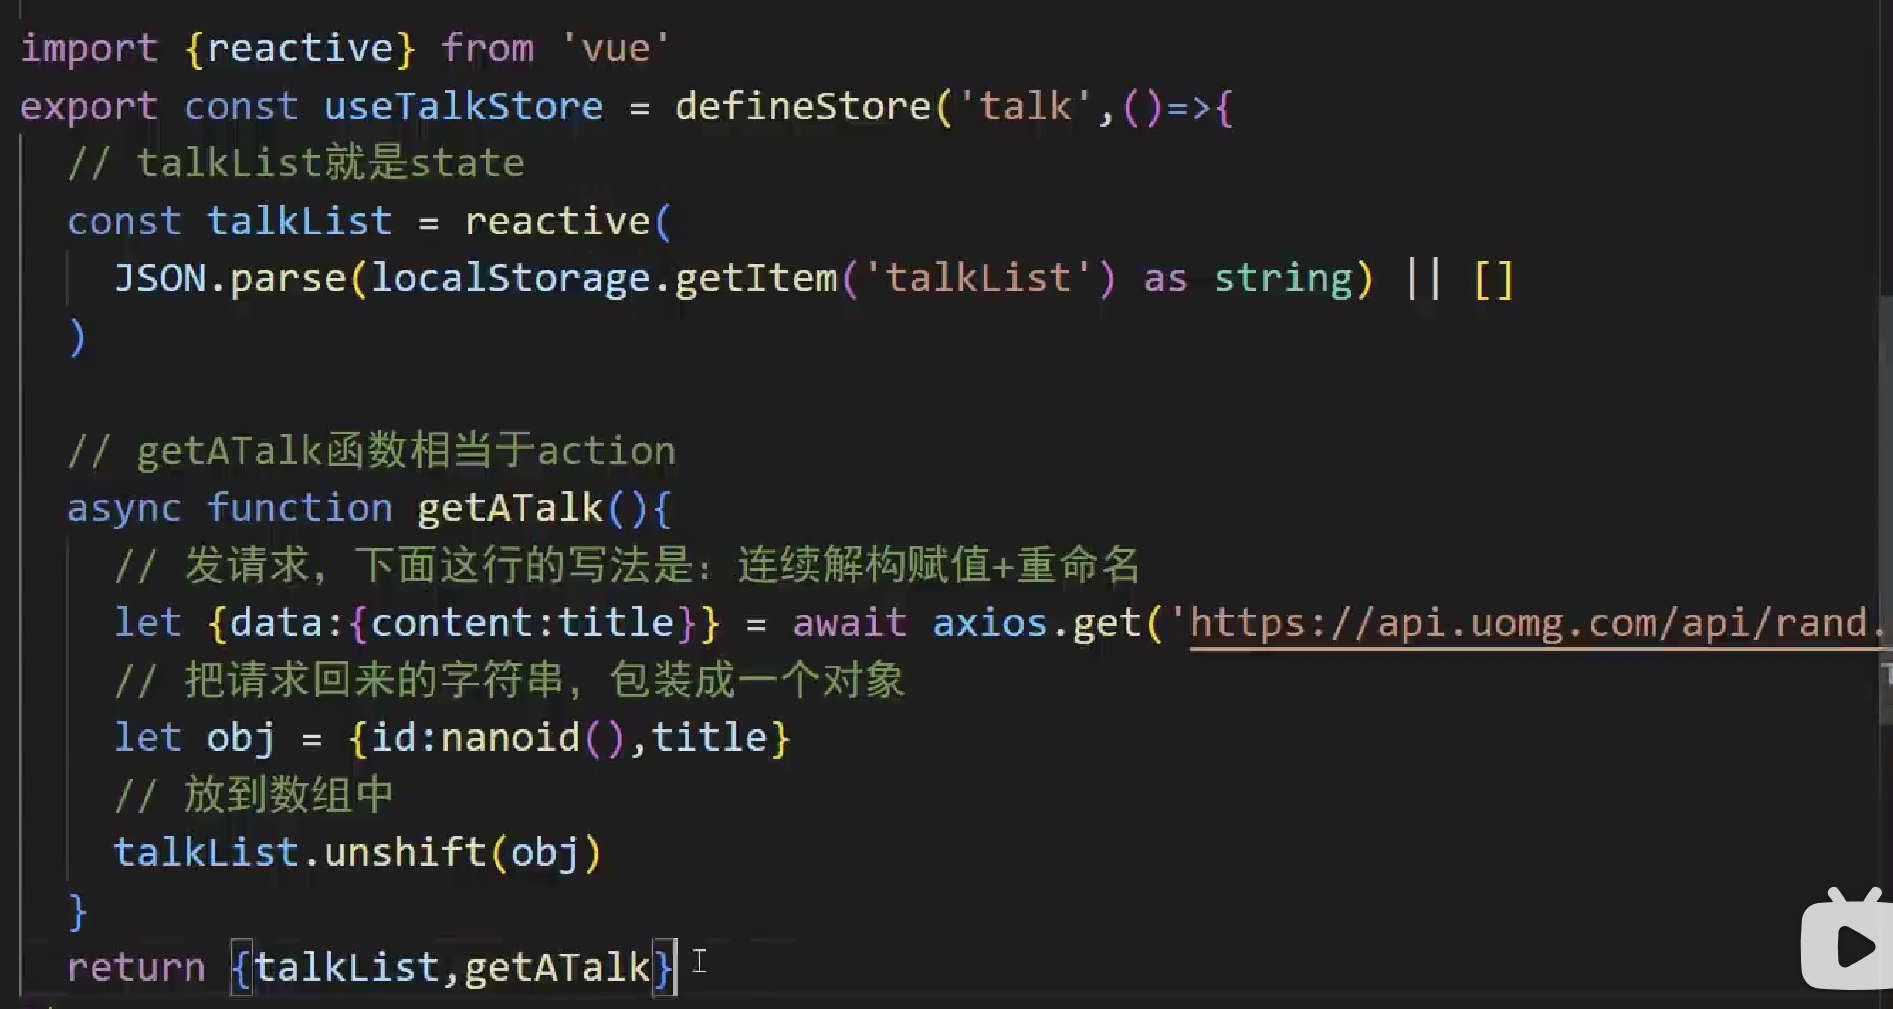 import {reactive} from 'vue'
export const useTalkStore = defineStore('talk',()=>{
  // talkList就是state
  const talkList = reactive(
    JSON.parse(localStorage.getItem('talkList') as string) || []
  )
  // getATalk函数相当于action
  async function getATalk(){
    // 发请求，下面这行的写法是：连续解构赋值+重命名
    let {data:{content:title}} = await axios.get('https://api.uomg.com/api/rand.
    // 把请求回来的字符串，包装成一个对象
    let obj = {id:nanoid(),title}
    // 放到数组中
    talkList.unshift(obj)
  }
  return {talkList,getATalk}